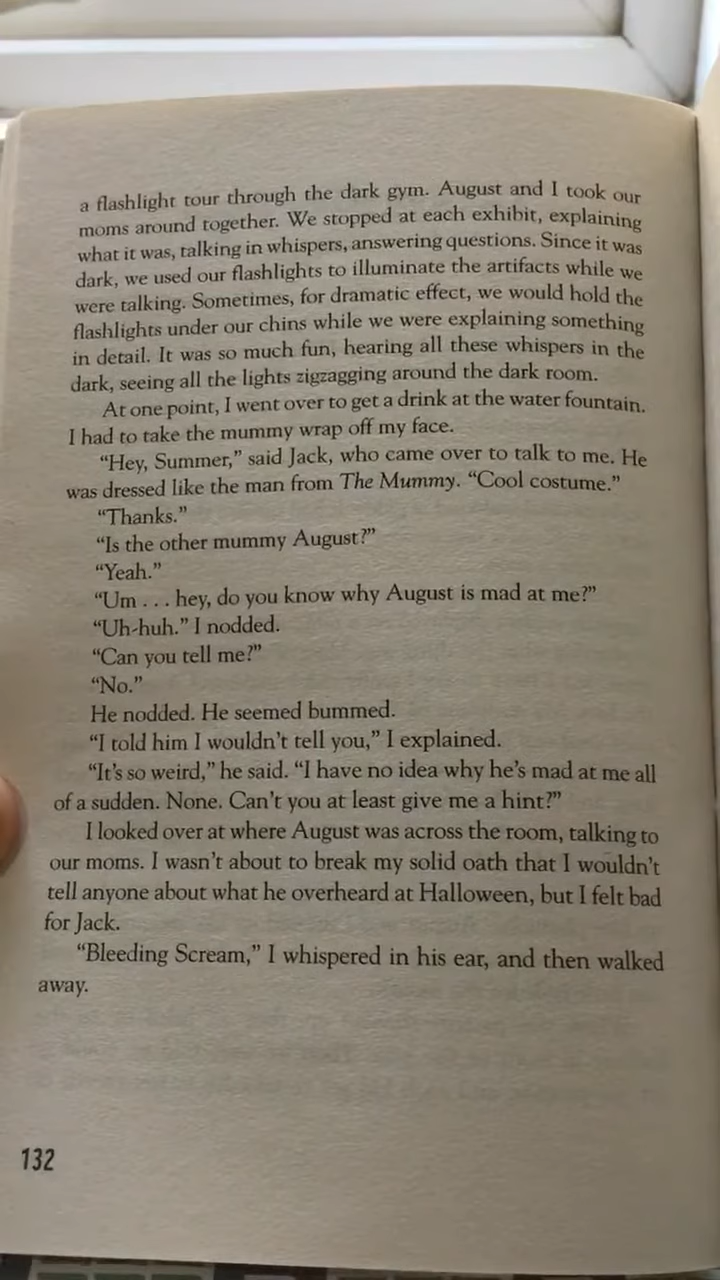 a flashlight tour through the dark gym. August and I took our
moms around together. We stopped at each exhibit, explaining
what it was, talking in whispers, answering questions. Since it was
dark, we used our flashlights to illuminate the artifacts while we
were talking. Sometimes, for dramatic effect, we would hold the
flashlights under our chins while we were explaining something
in detail. It was so much fun, hearing all these whispers in the
dark, seeing all the lights zigzagging around the dark room.
At one point, I went over to get a drink at the water fountain.
I had to take the mummy wrap off my face.
“Hey, Summer,” said Jack, who came over to talk to me. He
was dressed like the man from The Mummy. “Cool costume.”
“Thanks.”
“Is the other mummy August?”
“Yeah.”
“Um . . . hey, do you know why August is mad at me?”
“Uh-huh.” I nodded.
“Can you tell me?”
“No.”
He nodded. He seemed bummed.
“I told him I wouldn’t tell you,” I explained.
“It’s so weird,” he said. “I have no idea why he’s mad at me all
of a sudden. None. Can’t you at least give me a hint?”
I looked over at where August was across the room, talking to
our moms. I wasn’t about to break my solid oath that I wouldn’t
tell anyone about what he overheard at Halloween, but I felt bad
for Jack.
“Bleeding Scream,” I whispered in his ear, and then walked
away.
132